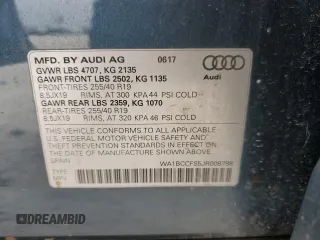 MFD. BY AUDI AG 0617
GVWR LBS 4707, KG 2135
GAWR FRONT LBS 2502, KG 1135
FRONT-TIRES 255/40 R19
8.5JX19 RIMS, AT 300 KPA 44 PSI COLD
GAWR REAR LBS 2359, KG 1070
REAR-TIRES 255/40 R19
8.5JX19 RIMS, AT 320 KPA 46 PSI COLD
Audi
THIS VEHICLE CONFORMS TO ALL APPLICABLE
FEDERAL MOTOR VEHICLE SAFETY, BUMPER AND
THEFT PREVENTION STANDARDS IN EFFECT ON THE
DATE OF MANUFACTURE SHOWN ABOVE.
SPAIN
TYPE: MPV